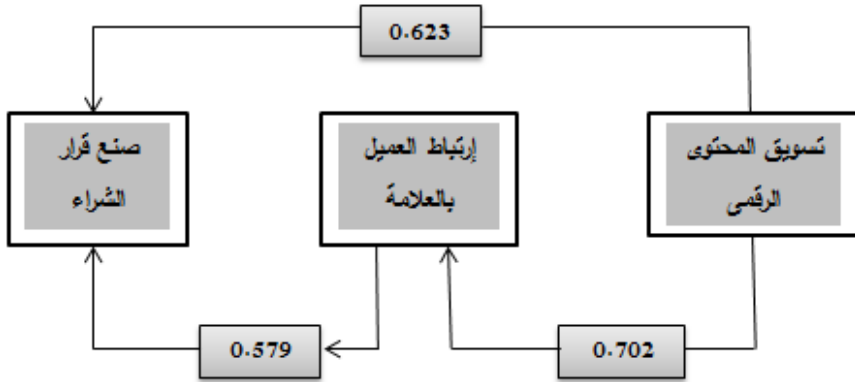 0.623
تسويق المحتوى
الرقمى
إرتباط العميل
بالعلامة
صنع قرار
الشراء
0.702
0.579